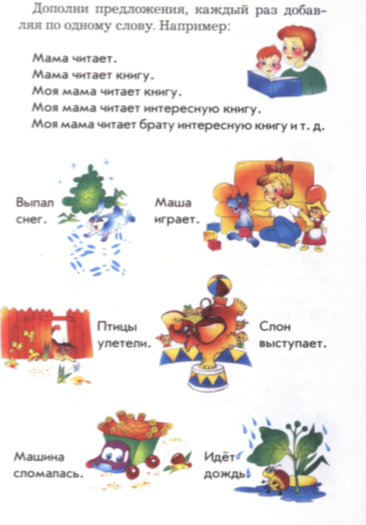 Дополни предложения, каждый раз добав-
ляя по одному слову. Например:
Мама читает.
Мама читает книгу.
Моя мама читает книгу.
Моя мама читает интересную книгу.
Моя мама читает брату интересную книгу и т. д.
Выпал
снег.
Маша
играет.
Птицы
улетели.
Слон
выступает.
Машина
сломалась.
Идёт
дождь.